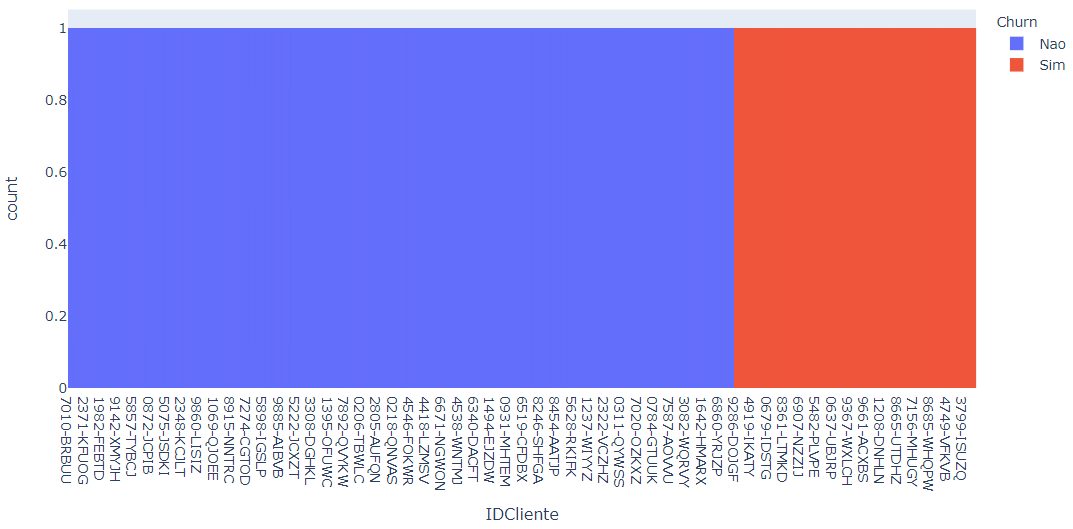 Churn
Nao
Sim
1
0.8
0.6
0.4
0.2
0
count
7010-BRBUU
2371-KFUOG
1982-FEBTD
9142-XMYJH
5857-TYBCJ
0872-JCPIB
5075-JSDKI
2348-KCJLT
9860-LISIZ
1069-QJOEE
8915-NNTRC
7274-CGTOD
5898-IGSLP
9885-AIBVB
5222-JCXZT
3308-DGHKL
1395-OFUWC
7892-QVYKW
0206-TBWLC
2805-AUFQN
0218-QNVAS
4546-FOKWR
4418-LZMSV
6671-NGWON
4538-WNTMJ
6340-DACFT
1494-EJZDW
0931-MHTEM
6519-CFDBX
8246-SHFGA
8454-AATJP
5628-RKIFK
1237-WIYYZ
2322-VCZHZ
0311-QYWSS
7020-OZKXZ
0784-GTUUK
7587-AOVVU
3082-WQRVY
1642-HMARX
6860-YRJZP
9286-DOJGF
4919-IKATY
0679-IDSTG
8361-LTMKD
6907-NZZIJ
5482-PLVPE
0637-UBJRP
9367-WXLCH
9661-ACXBS
1208-DNHLN
8665-UTDHZ
7156-MHUGY
8685-WHQPW
4749-VFKVB
3799-ISUZQ
IDCliente